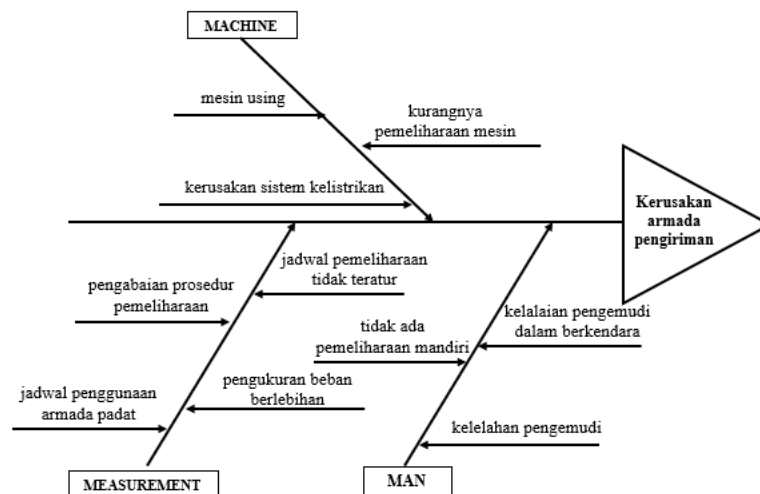 MACHINE
mesin using
kurangnya
pemeliharaan mesin
kerusakan sistem kelistrikan
Kerusakan
armada
pengiriman
jadwal pemeliharaan
tidak teratur
pengabaian prosedur
pemeliharaan
kelalaian pengemudi
dalam berkendara
tidak ada
pemeliharaan mandiri
pengukuran beban
berlebihan
jadwal penggunaan
armada padat
kelelahan pengemudi
MEASUREMENT
MAN